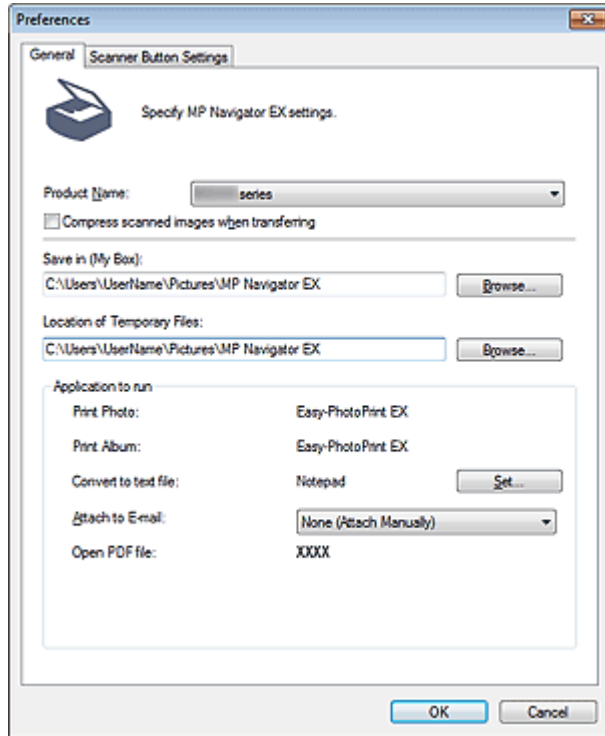 Preferences
General Scanner Button Settings
Specify MP Navigator EX settings.
Product Name: series
Compress scanned images when transferring
Save in (My Box):
C:\Users\UserName\Pictures\MP Navigator EX Browse...
Location of Temporary Files:
C:\Users\UserName\Pictures\MP Navigator EX Browse...
Application to run
Print Photo: Easy-PhotoPrint EX
Print Album: Easy-PhotoPrint EX
Convert to text file: Notepad Set...
Attach to E-mail: None (Attach Manually)
Open PDF file: XXXX
OK Cancel